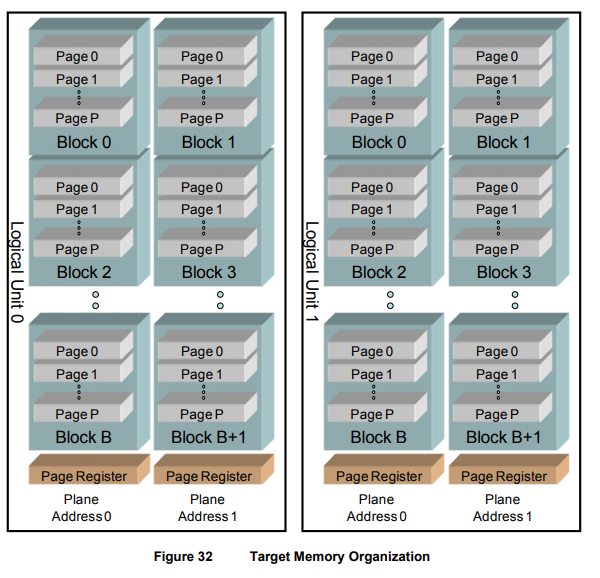 Logical Unit 0
Page 0
Page 1
Page P
Block 0
Page 0
Page 1
Page P
Block 1
Page 0
Page 1
Page P
Block 2
Page 0
Page 1
Page P
Block 3
Page 0
Page 1
Page P
Block B
Page 0
Page 1
Page P
Block B+1
Page Register
Page Register
Plane
Address 0
Plane
Address 1
Logical Unit 1
Page 0
Page 1
Page P
Block 0
Page 0
Page 1
Page P
Block 1
Page 0
Page 1
Page P
Block 2
Page 0
Page 1
Page P
Block 3
Page 0
Page 1
Page P
Block B
Page 0
Page 1
Page P
Block B+1
Page Register
Page Register
Plane
Address 0
Plane
Address 1
Figure 32 Target Memory Organization